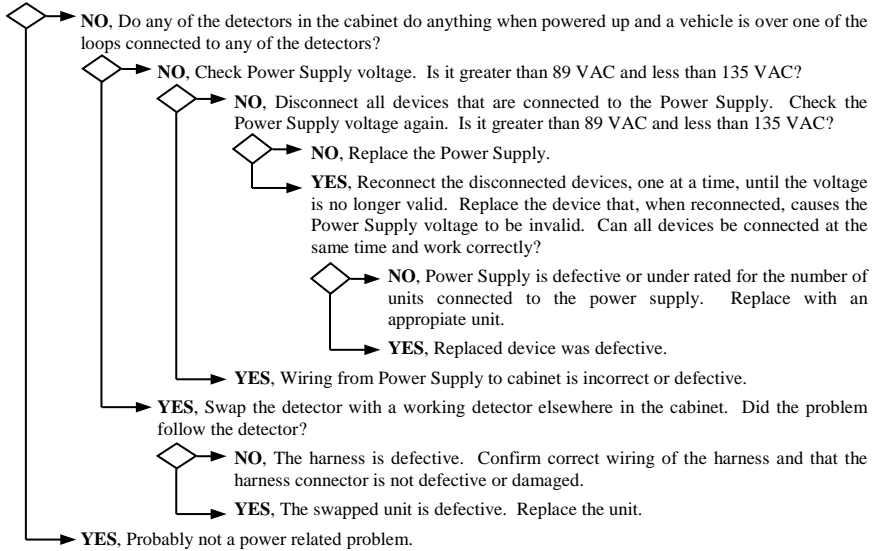 NO, Do any of the detectors in the cabinet do anything when powered up and a vehicle is over one of the
loops connected to any of the detectors?
NO, Check Power Supply voltage. Is it greater than 89 VAC and less than 135 VAC?
NO, Disconnect all devices that are connected to the Power Supply. Check the
Power Supply voltage again. Is it greater than 89 VAC and less than 135 VAC?
NO, Replace the Power Supply.
YES, Reconnect the disconnected devices, one at a time, until the voltage
is no longer valid. Replace the device that, when reconnected, causes the
Power Supply voltage to be invalid. Can all devices be connected at the
same time and work correctly?
NO, Power Supply is defective or under rated for the number of
units connected to the power supply. Replace with an
appropiate unit.
YES, Replaced device was defective.
YES, Wiring from Power Supply to cabinet is incorrect or defective.
YES, Swap the detector with a working detector elsewhere in the cabinet. Did the problem
follow the detector?
NO, The harness is defective. Confirm correct wiring of the harness and that the
harness connector is not defective or damaged.
YES, The swapped unit is defective. Replace the unit.
YES, Probably not a power related problem.